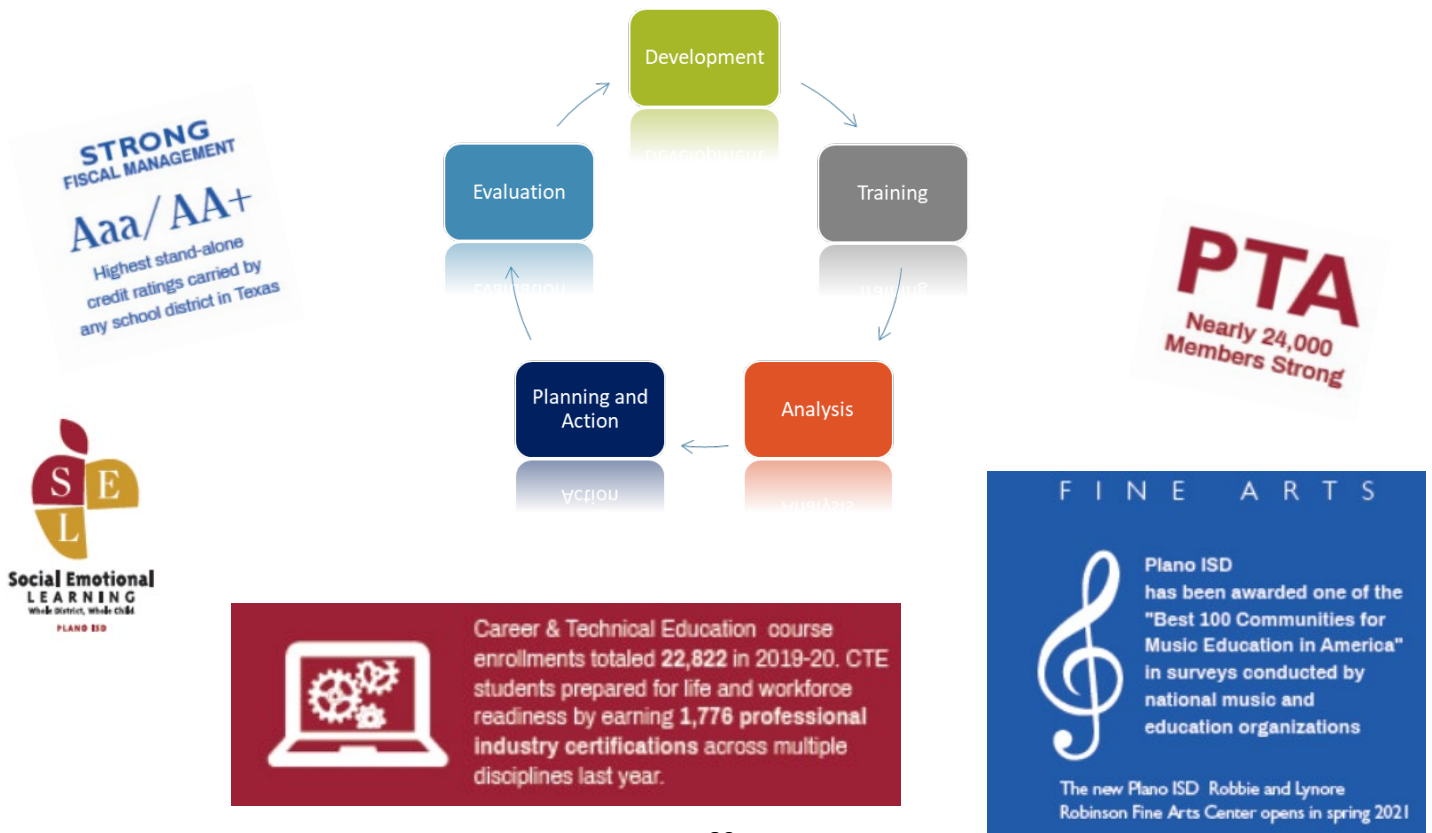 Development
Training
Analysis
Planning and
Action
Evaluation
STRONG
FISCAL MANAGEMENT
Aaa/AA+
Highest stand-alone
credit ratings carried by
any school district in Texas
PTA
Nearly 24,000
Members Strong
S E
L
Social Emotional
LEARNING
Whole District, Whole Child
PLANO ISD
Career & Technical Education course
enrollments totaled 22,822 in 2019-20. CTE
students prepared for life and workforce
readiness by earning 1,776 professional
industry certifications across multiple
disciplines last year.
FINE ARTS
Plano ISD
has been awarded one of the
"Best 100 Communities for
Music Education in America"
in surveys conducted by
national music and
education organizations
The new Plano ISD Robbie and Lynore
Robinson Fine Arts Center opens in spring 2021